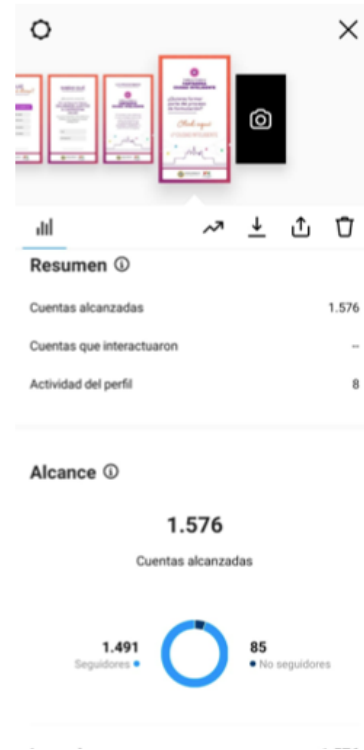 Resumen
Cuentas alcanzadas 1.576
Cuentas que interactuaron --
Actividad del perfil 8
Alcance
1.576
Cuentas alcanzadas
1.491 85
Seguidores No seguidores